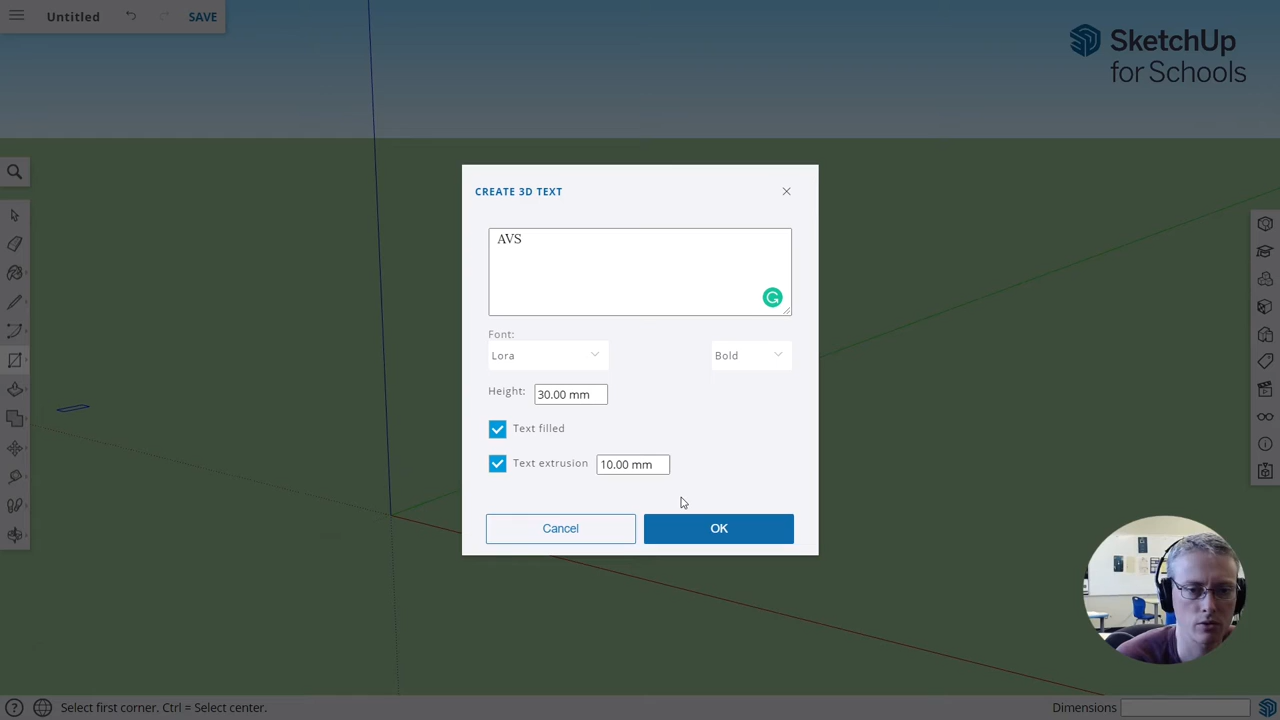 Untitled
SAVE
SketchUp
for Schools
CREATE 3D TEXT
AVS
Font:
Lora
Bold
Height:
30.00 mm
Text filled
Text extrusion
10.00 mm
Cancel
OK
Select first corner. Ctrl = Select center.
Dimensions